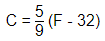 C = 5/9 (F - 32)